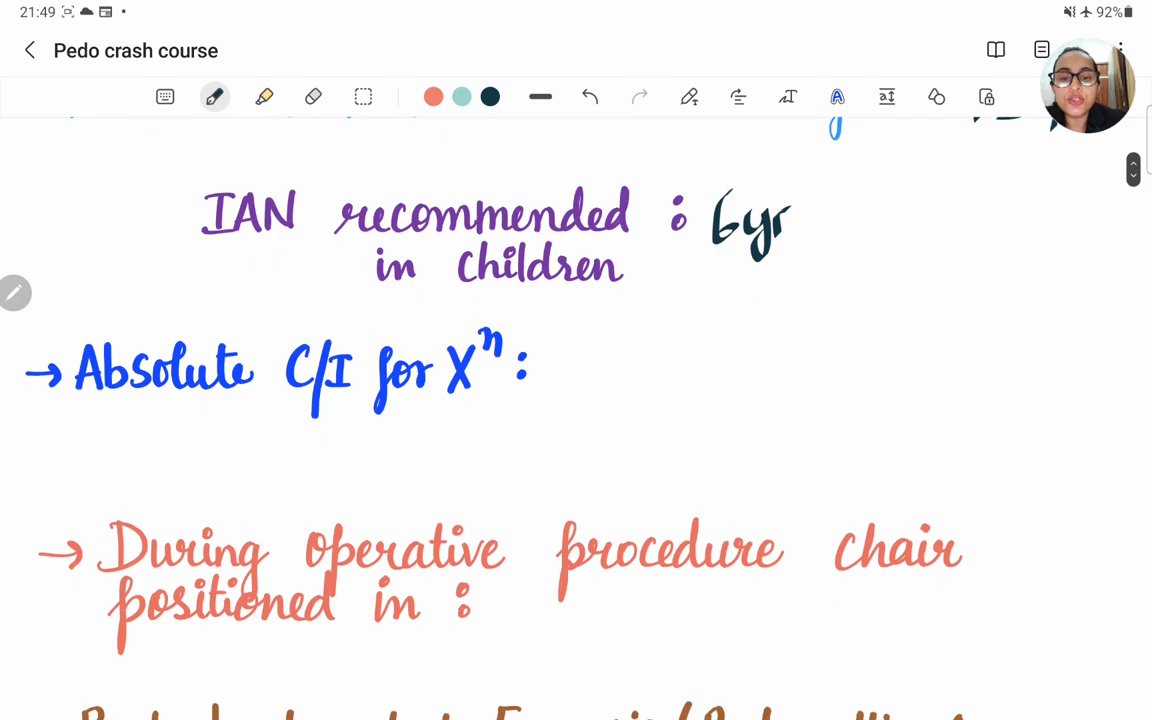 21:49
92%
Pedo crash course
IAN recommended : 6yr
in children
→ Absolute C/I for Xⁿ :
→ During operative procedure chair
positioned in :